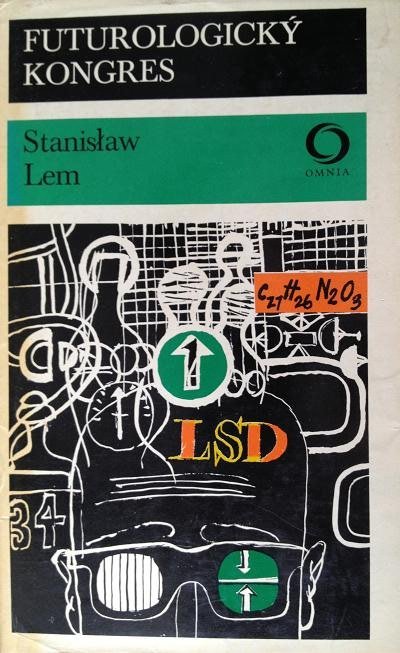 FUTUROLOGICKÝ
KONGRES
Stanisław
Lem
OMNIA
C21H26N2O3
LSD
34